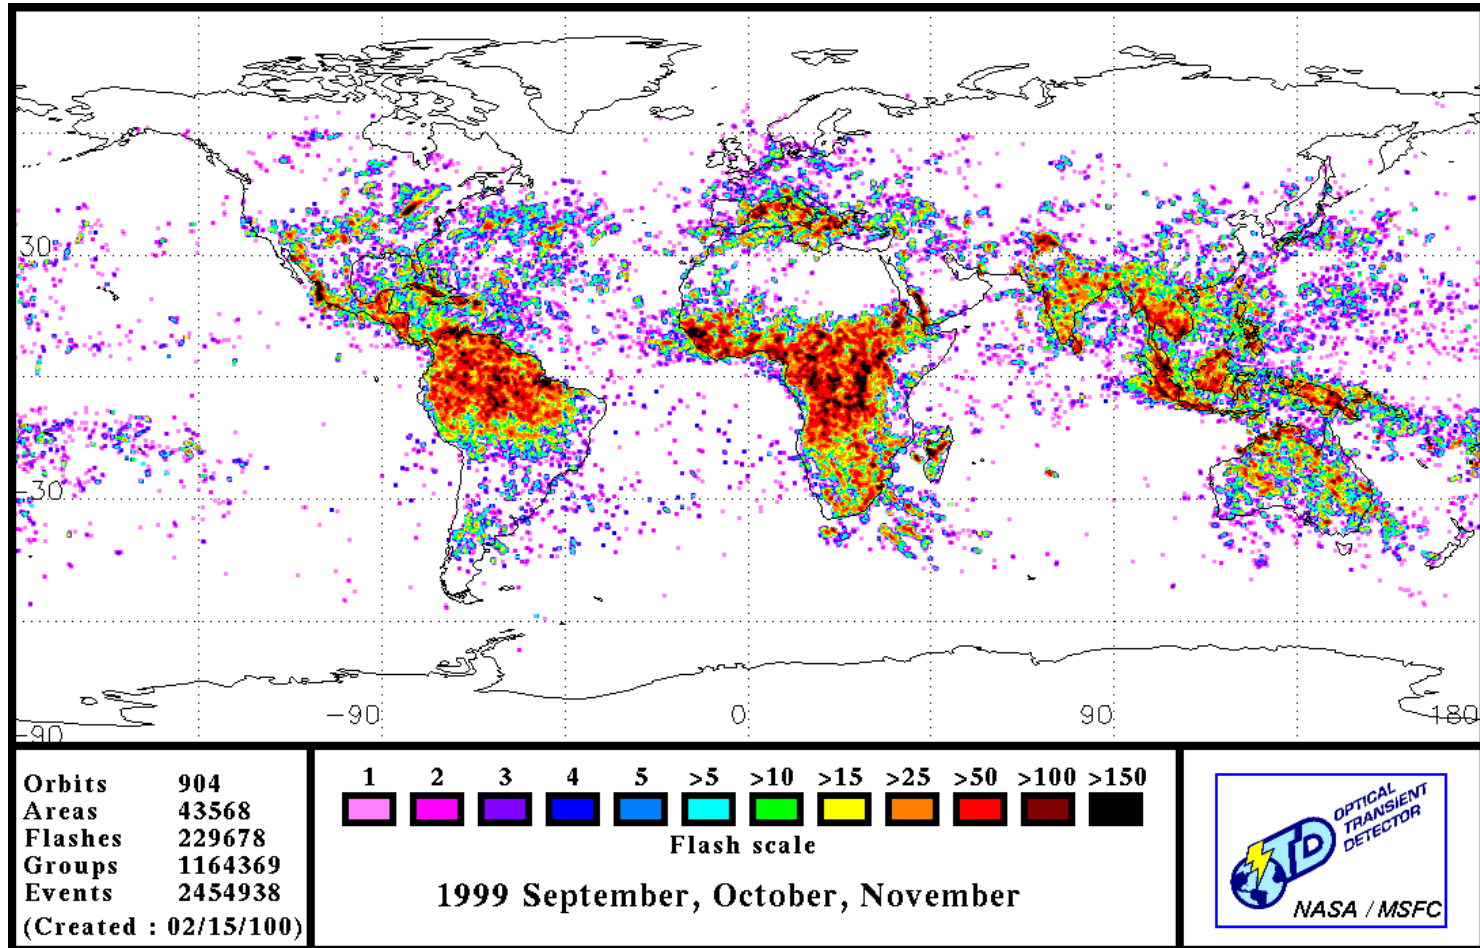 30
-30
-90
-90
0
90
180
Orbits 904
Areas 43568
Flashes 229678
Groups 1164369
Events 2454938
(Created : 02/15/100)
1 2 3 4 5 >5 >10 >15 >25 >50 >100 >150
Flash scale
1999 September, October, November
OPTICAL
TRANSIENT
DETECTOR
OTD
NASA / MSFC